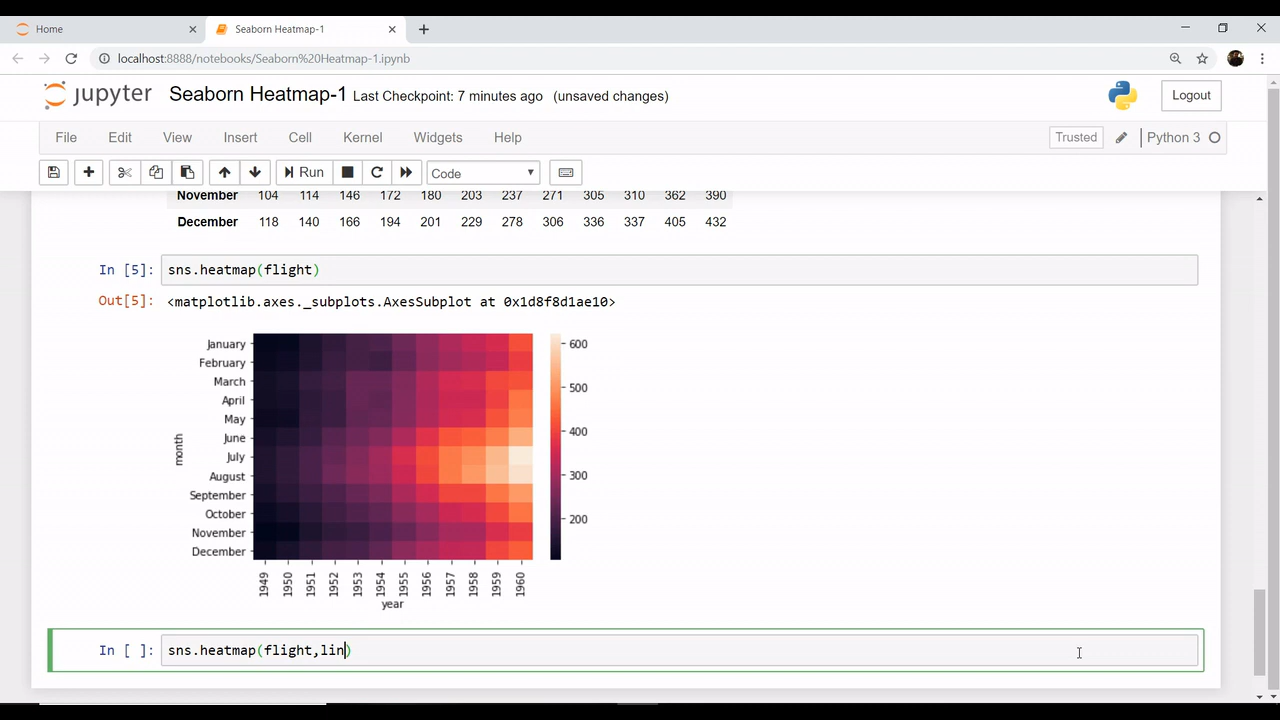 Home
Seaborn Heatmap-1
localhost:8888/notebooks/Seaborn%20Heatmap-1.ipynb
jupyter Seaborn Heatmap-1 Last Checkpoint: 7 minutes ago (unsaved changes) Logout
File Edit View Insert Cell Kernel Widgets Help Trusted Python 3
Run Code
November 104 114 146 172 180 203 237 271 305 310 362 390
December 118 140 166 194 201 229 278 306 336 337 405 432
In [5]: sns.heatmap(flight)
Out[5]: <matplotlib.axes._subplots.AxesSubplot at 0x1d8f8d1ae10>
January
February
March
April
May
June
July
August
September
October
November
December
month
1949 1950 1951 1952 1953 1954 1955 1956 1957 1958 1959 1960
year
600
500
400
300
200
In [ ]: sns.heatmap(flight,lin)